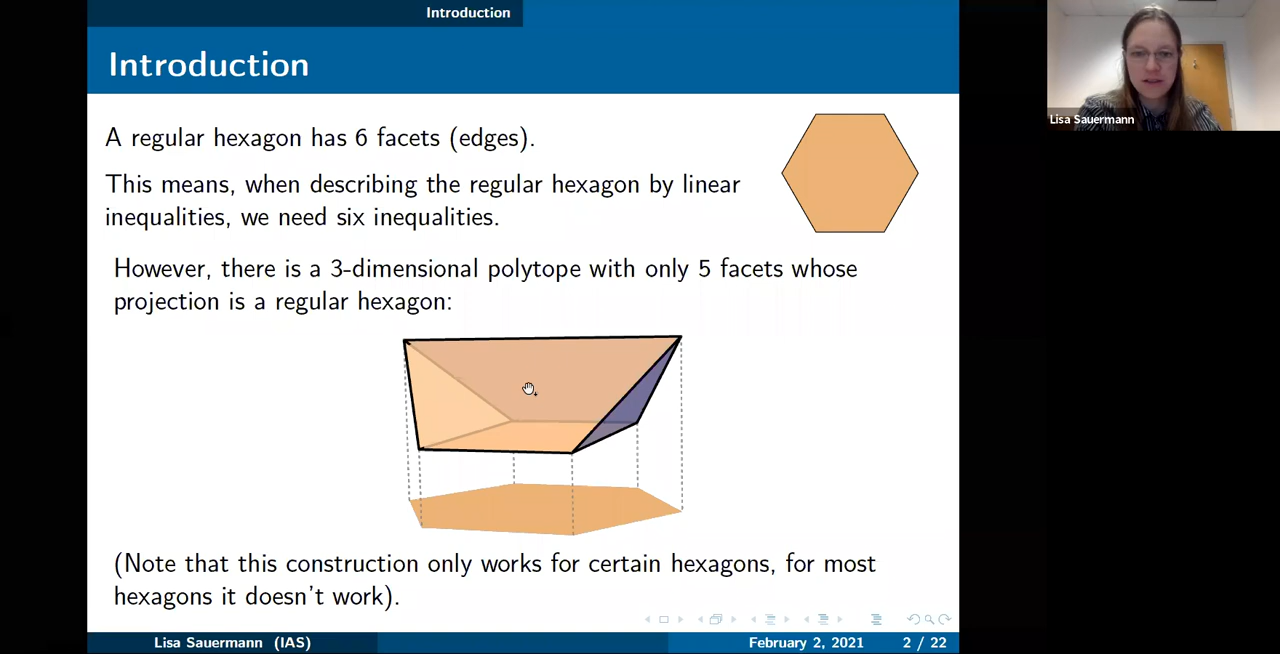 Introduction
Introduction
A regular hexagon has 6 facets (edges).
This means, when describing the regular hexagon by linear
inequalities, we need six inequalities.
However, there is a 3-dimensional polytope with only 5 facets whose
projection is a regular hexagon:
(Note that this construction only works for certain hexagons, for most
hexagons it doesn't work).
Lisa Sauermann (IAS)
February 2, 2021
2 / 22
Lisa Sauermann